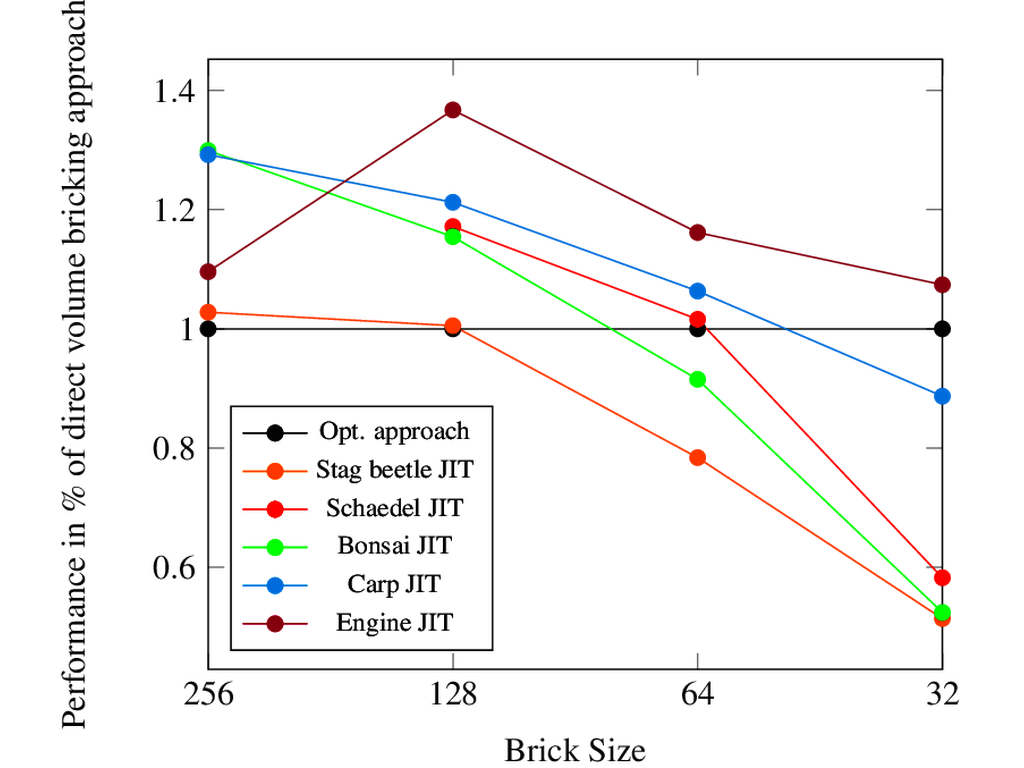 Performance in % of direct volume bricking approach
1.4
1.2
1
0.8
0.6
Opt. approach
Stag beetle JIT
Schaedel JIT
Bonsai JIT
Carp JIT
Engine JIT
256 128 64 32
Brick Size